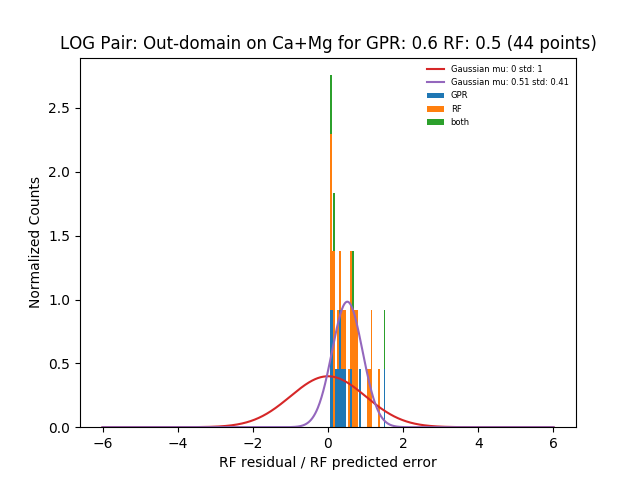 LOG Pair: Out-domain on Ca+Mg for GPR: 0.6 RF: 0.5 (44 points)
Gaussian mu: 0 std: 1
Gaussian mu: 0.51 std: 0.41
GPR
RF
both
Normalized Counts
2.5
2.0
1.5
1.0
0.5
0.0
−6
−4
−2
0
2
4
6
RF residual / RF predicted error